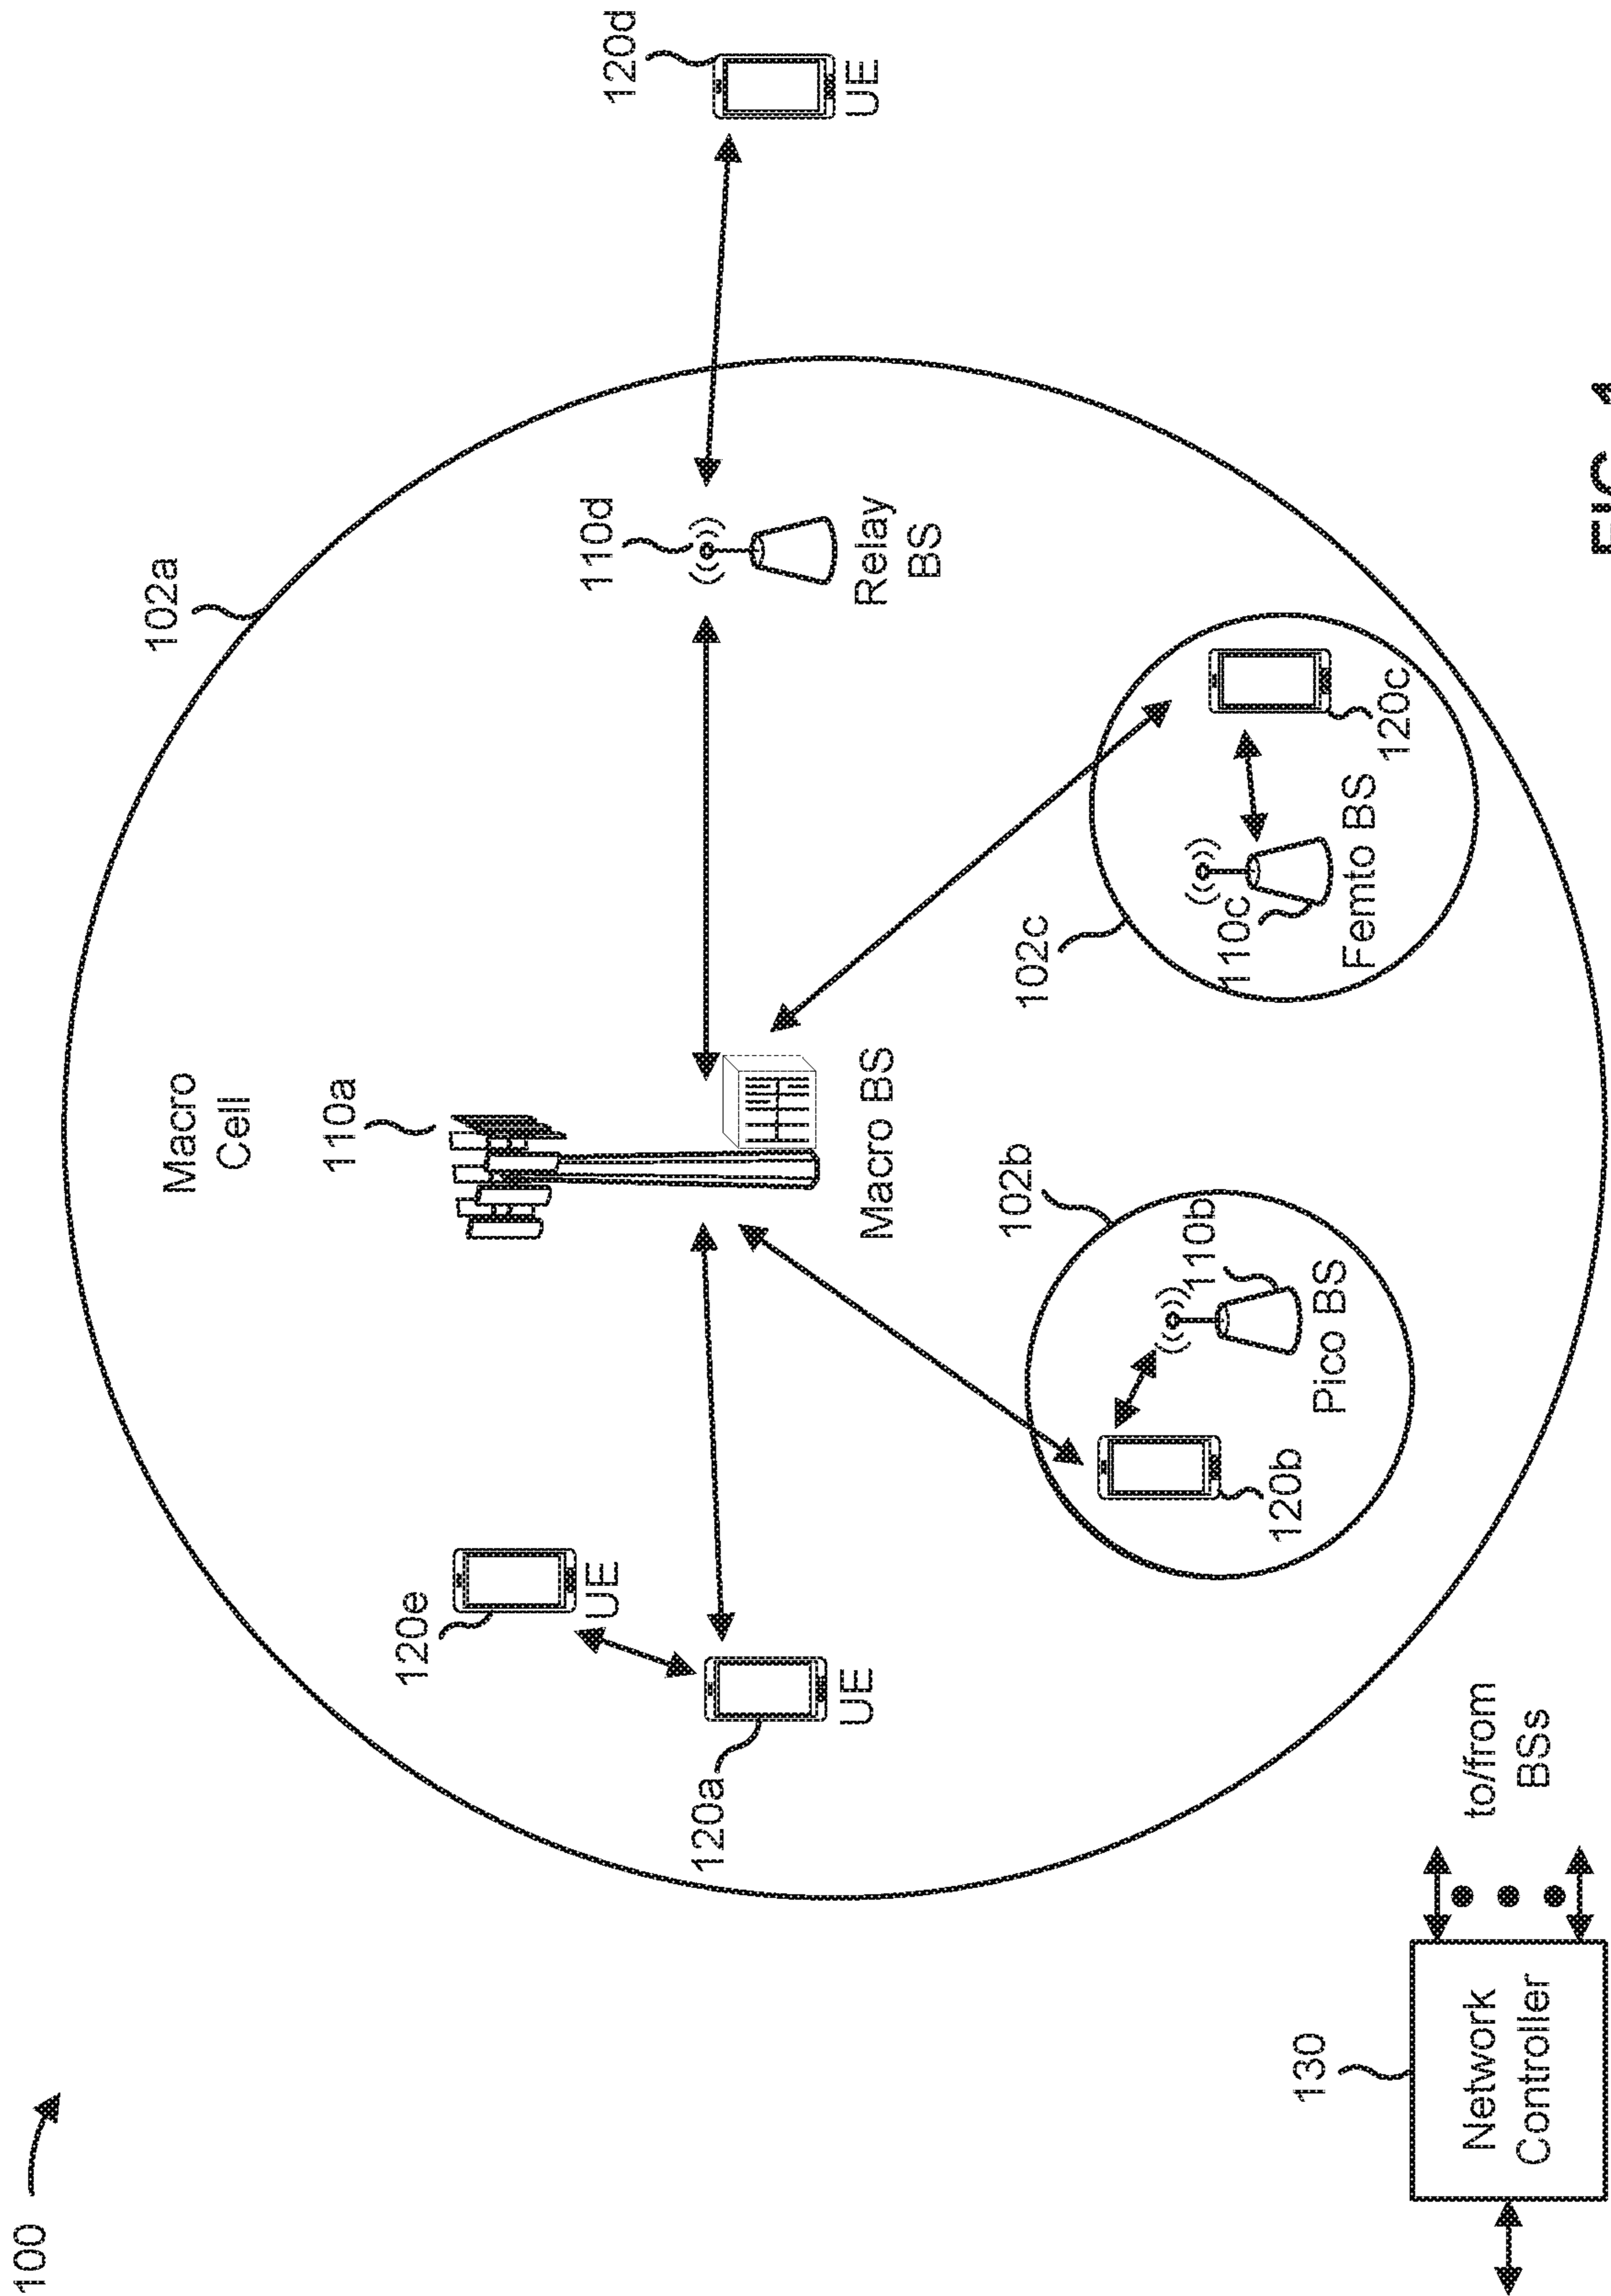 100
102a
Macro
Cell
110a
120d
UE
110d
Relay
BS
120e
UE
120a
UE
Macro BS
102b
110b
Pico BS
120b
102c
110c
Femto BS
120c
130
Network
Controller
to/from
BSs